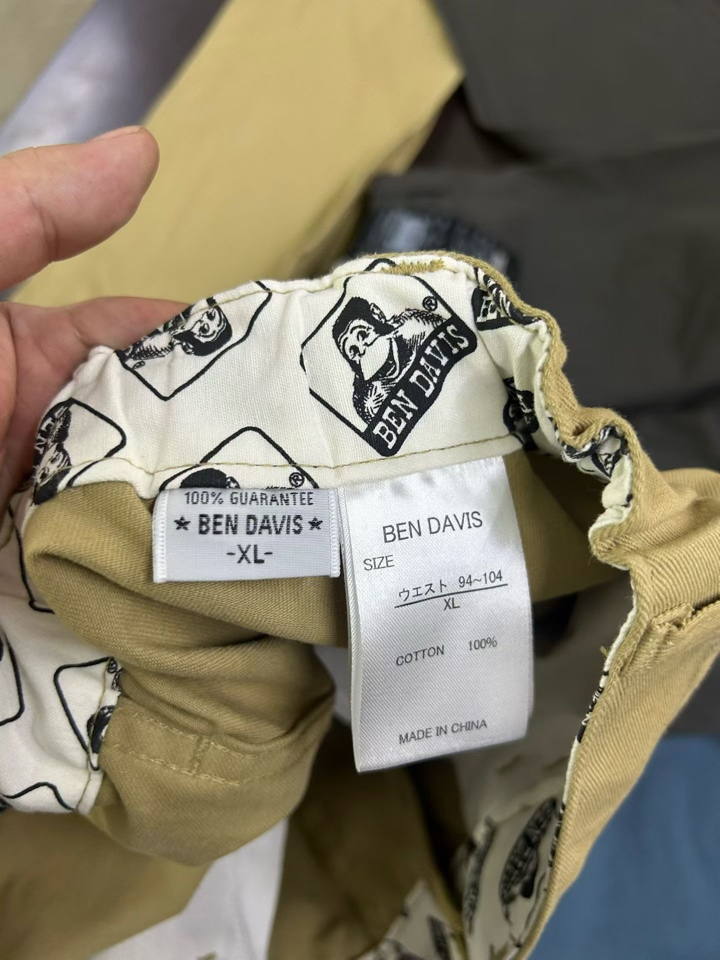 ®
BEN DAVIS
®
100% GUARANTEE
★ BEN DAVIS ★
-XL-
BEN DAVIS
SIZE
ウエスト 94~104
XL
COTTON 100%
MADE IN CHINA